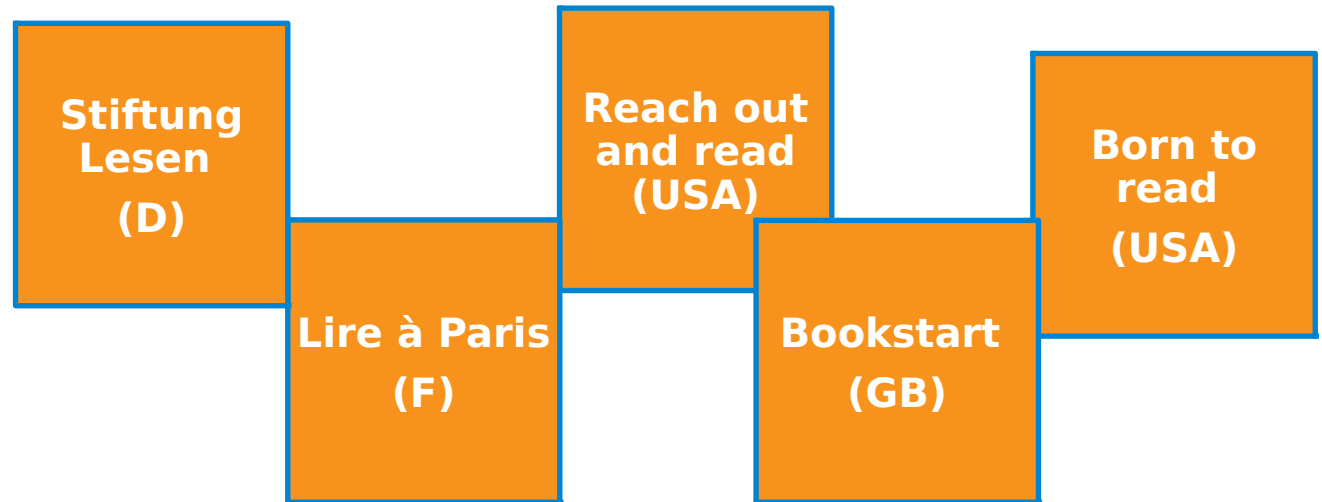 Stiftung
Lesen
(D)
Lire à Paris
(F)
Reach out
and read
(USA)
Bookstart
(GB)
Born to
read
(USA)